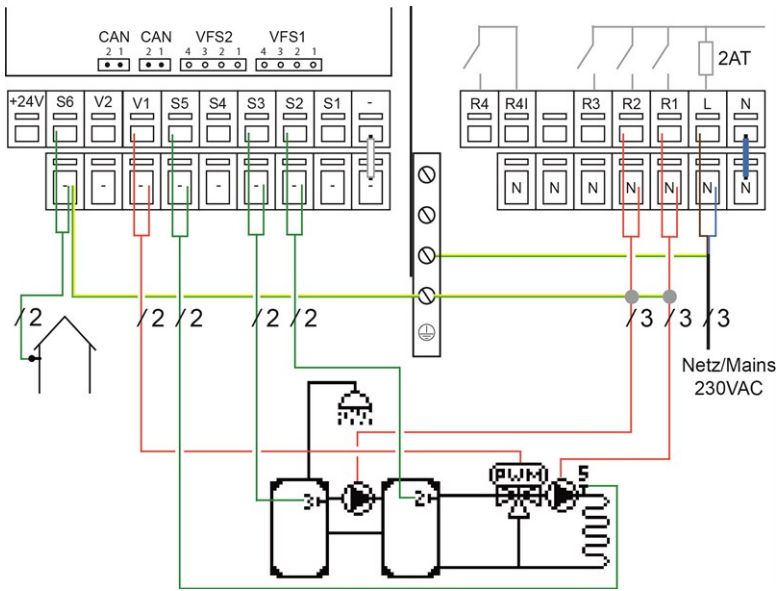 CAN CAN VFS2 VFS1
2 1 2 1 4 3 2 1 4 3 2 1
2AT
+24V S6 V2 V1 S5 S4 S3 S2 S1 -
R4 R4I R3 R2 R1 L N
- - - - - - - - -
N N N N N N N
2 2 2 2 2
3 3 3
Netz/Mains
230VAC
PWM 5
3 2